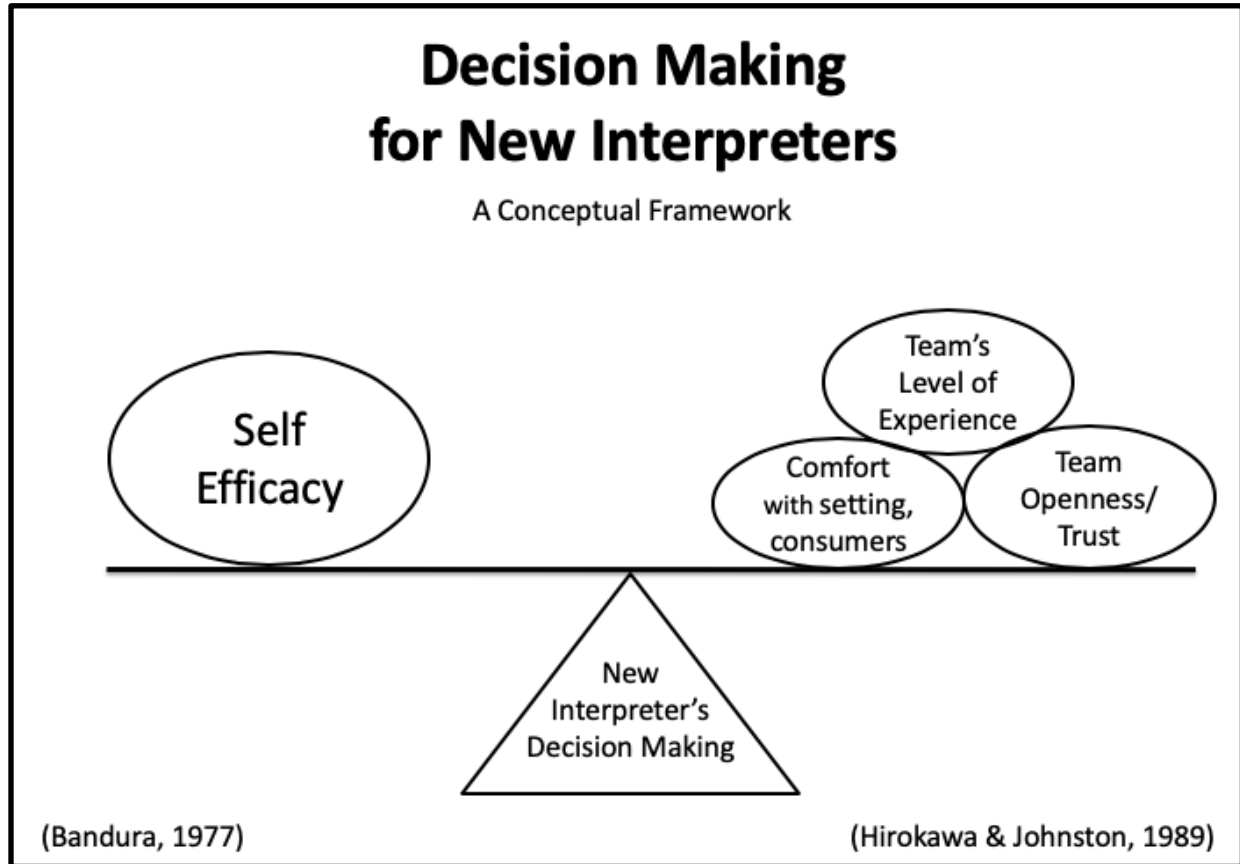 Decision Making
for New Interpreters
A Conceptual Framework
Self
Efficacy
Team's
Level of
Experience
Comfort
with setting,
consumers
Team
Openness/
Trust
New
Interpreter's
Decision Making
(Bandura, 1977)
(Hirokawa & Johnston, 1989)